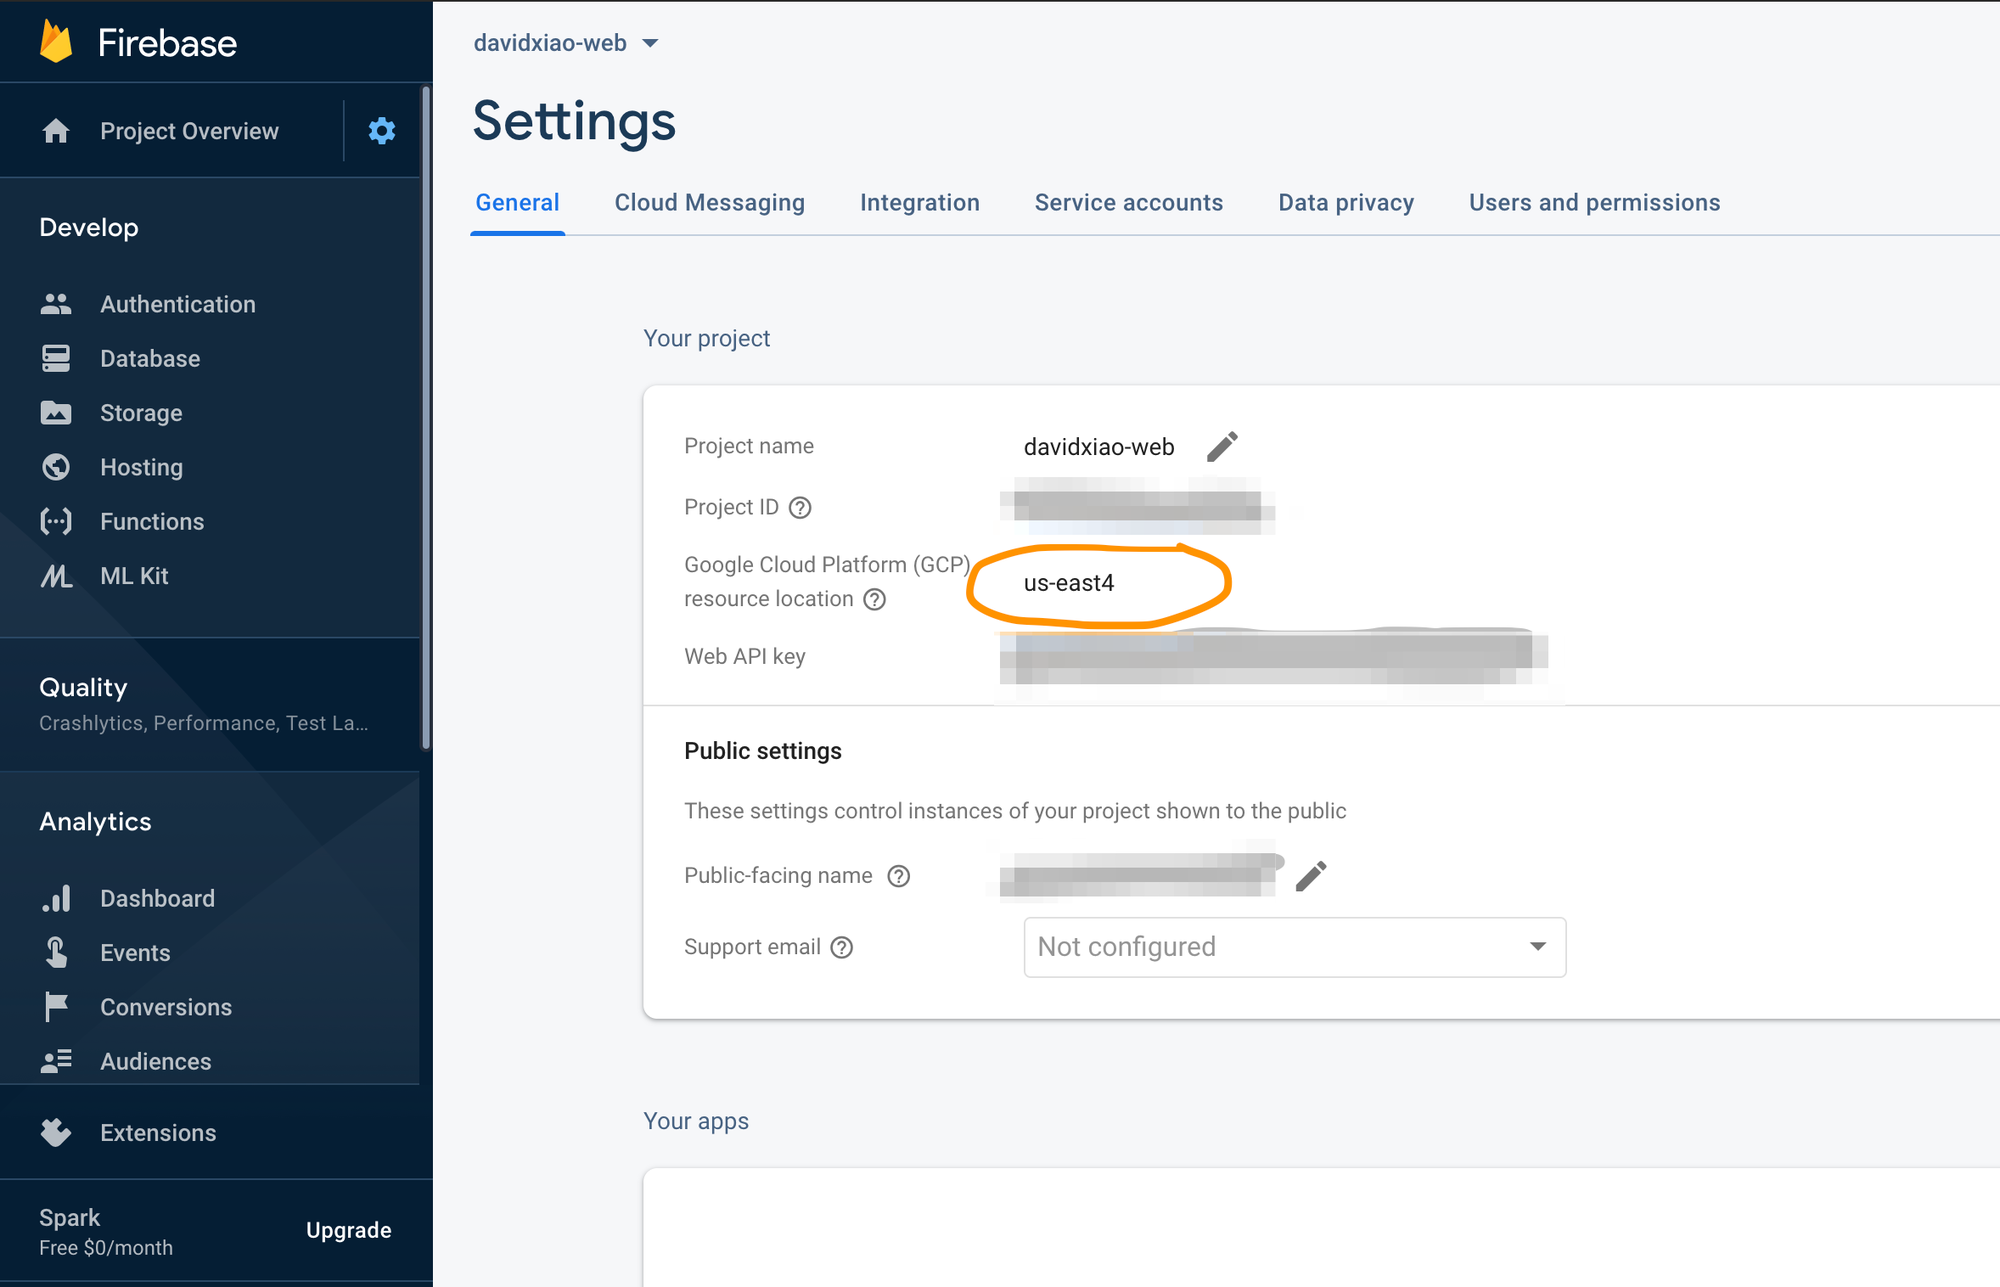 Firebase
davidxiao-web
Settings
Project Overview
General Cloud Messaging Integration Service accounts Data privacy Users and permissions
Develop
Authentication
Database
Storage
Hosting
Functions
ML Kit
Quality
Crashlytics, Performance, Test La...
Analytics
Dashboard
Events
Conversions
Audiences
Extensions
Spark
Free $0/month
Upgrade
Your project
Project name davidxiao-web
Project ID
Google Cloud Platform (GCP)
resource location us-east4
Web API key
Public settings
These settings control instances of your project shown to the public
Public-facing name
Support email Not configured
Your apps